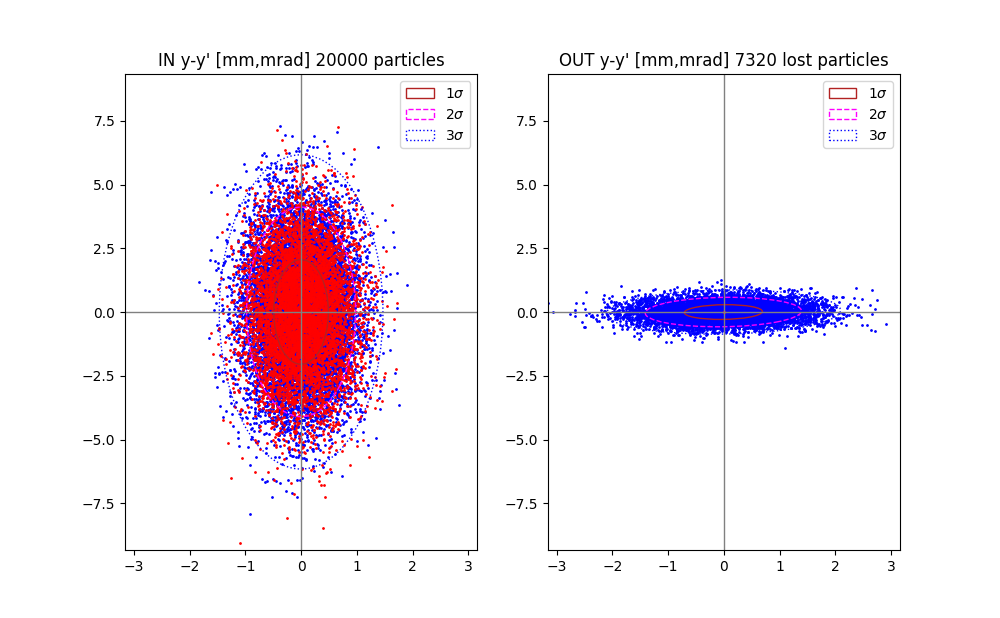 IN y-y' [mm,mrad] 20000 particles
1σ
2σ
3σ
7.5
5.0
2.5
0.0
−2.5
−5.0
−7.5
−3 −2 −1 0 1 2 3
OUT y-y' [mm,mrad] 7320 lost particles
1σ
2σ
3σ
7.5
5.0
2.5
0.0
−2.5
−5.0
−7.5
−3 −2 −1 0 1 2 3